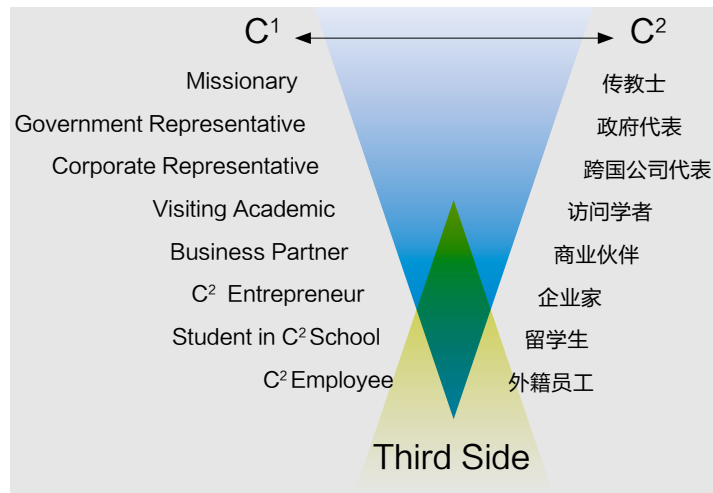 C¹ C²
Missionary 传教士
Government Representative 政府代表
Corporate Representative 跨国公司代表
Visiting Academic 访问学者
Business Partner 商业伙伴
C² Entrepreneur 企业家
Student in C² School 留学生
C² Employee 外籍员工
Third Side